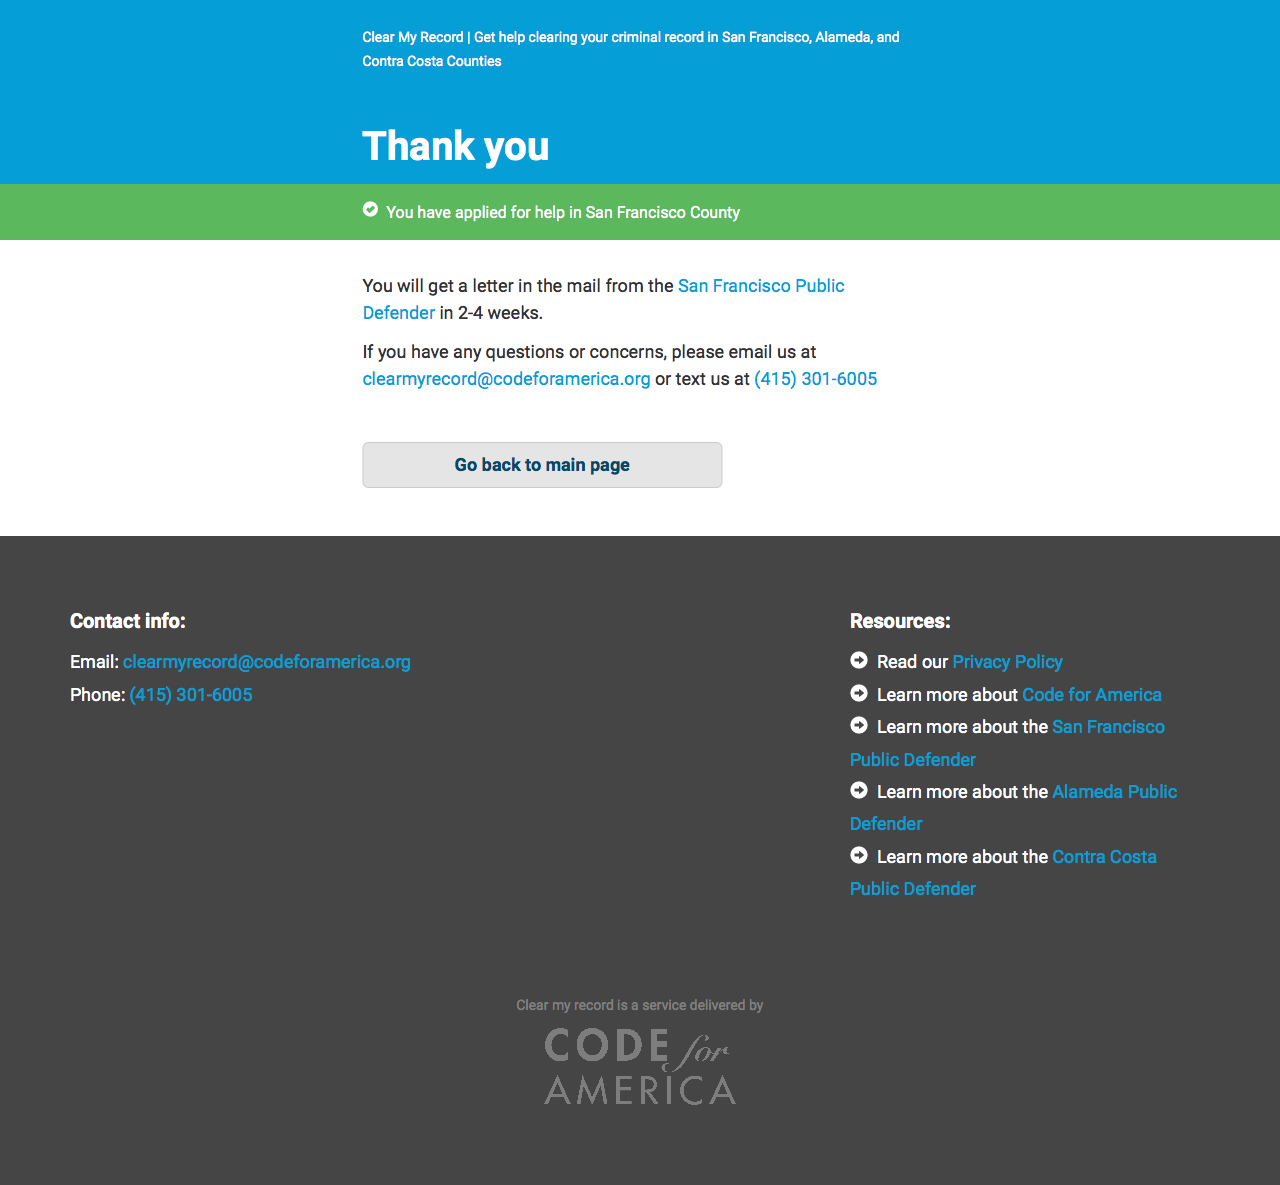 Clear My Record | Get help clearing your criminal record in San Francisco, Alameda, and
Contra Costa Counties
Thank you
You have applied for help in San Francisco County
You will get a letter in the mail from the San Francisco Public
Defender in 2-4 weeks.
If you have any questions or concerns, please email us at
clearmyrecord@codeforamerica.org or text us at (415) 301-6005
Go back to main page
Contact info:
Email: clearmyrecord@codeforamerica.org
Phone: (415) 301-6005
Resources:
Read our Privacy Policy
Learn more about Code for America
Learn more about the San Francisco
Public Defender
Learn more about the Alameda Public
Defender
Learn more about the Contra Costa
Public Defender
Clear my record is a service delivered by
CODE for
AMERICA